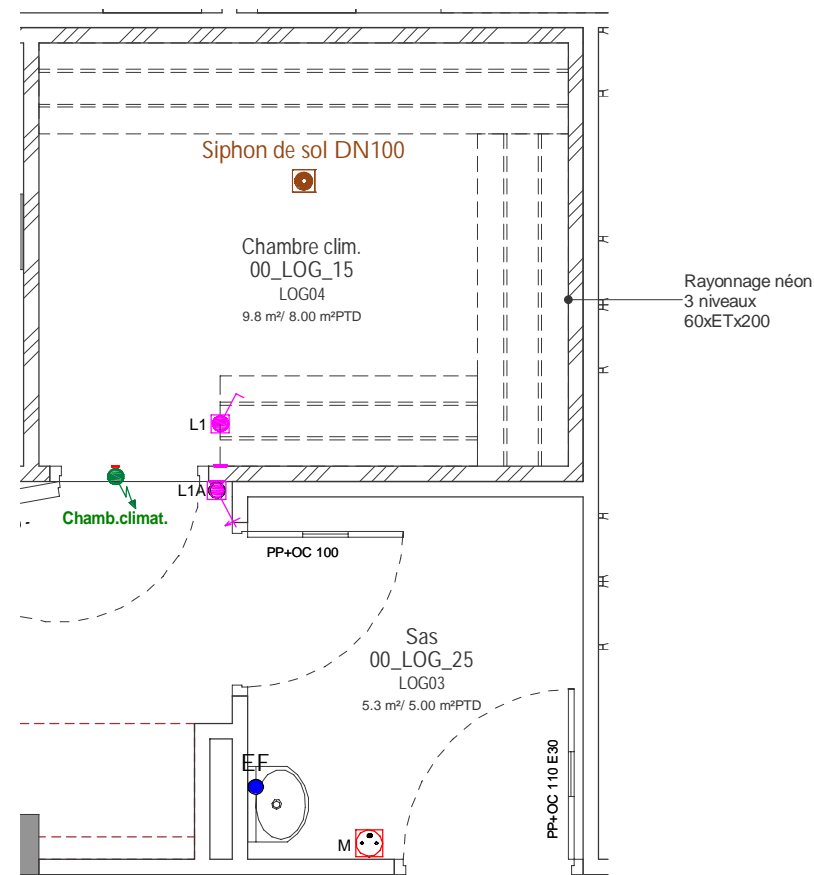 Siphon de sol DN100
Chambre clim.
00_LOG_15
LOG04
9.8 m²/ 8.00 m²PTD
Rayonnage néon
3 niveaux
60xETx200
L1
L1A
Chamb.climat.
PP+OC 100
Sas
00_LOG_25
LOG03
5.3 m²/ 5.00 m²PTD
EF
PP+OC 110 E30
M